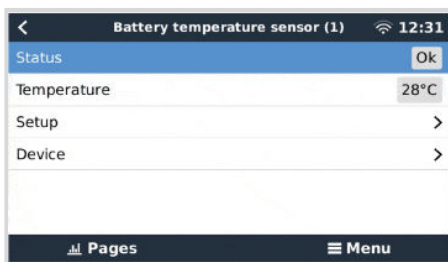 Battery temperature sensor (1) 12:31
Status Ok
Temperature 28°C
Setup
Device
Pages Menu